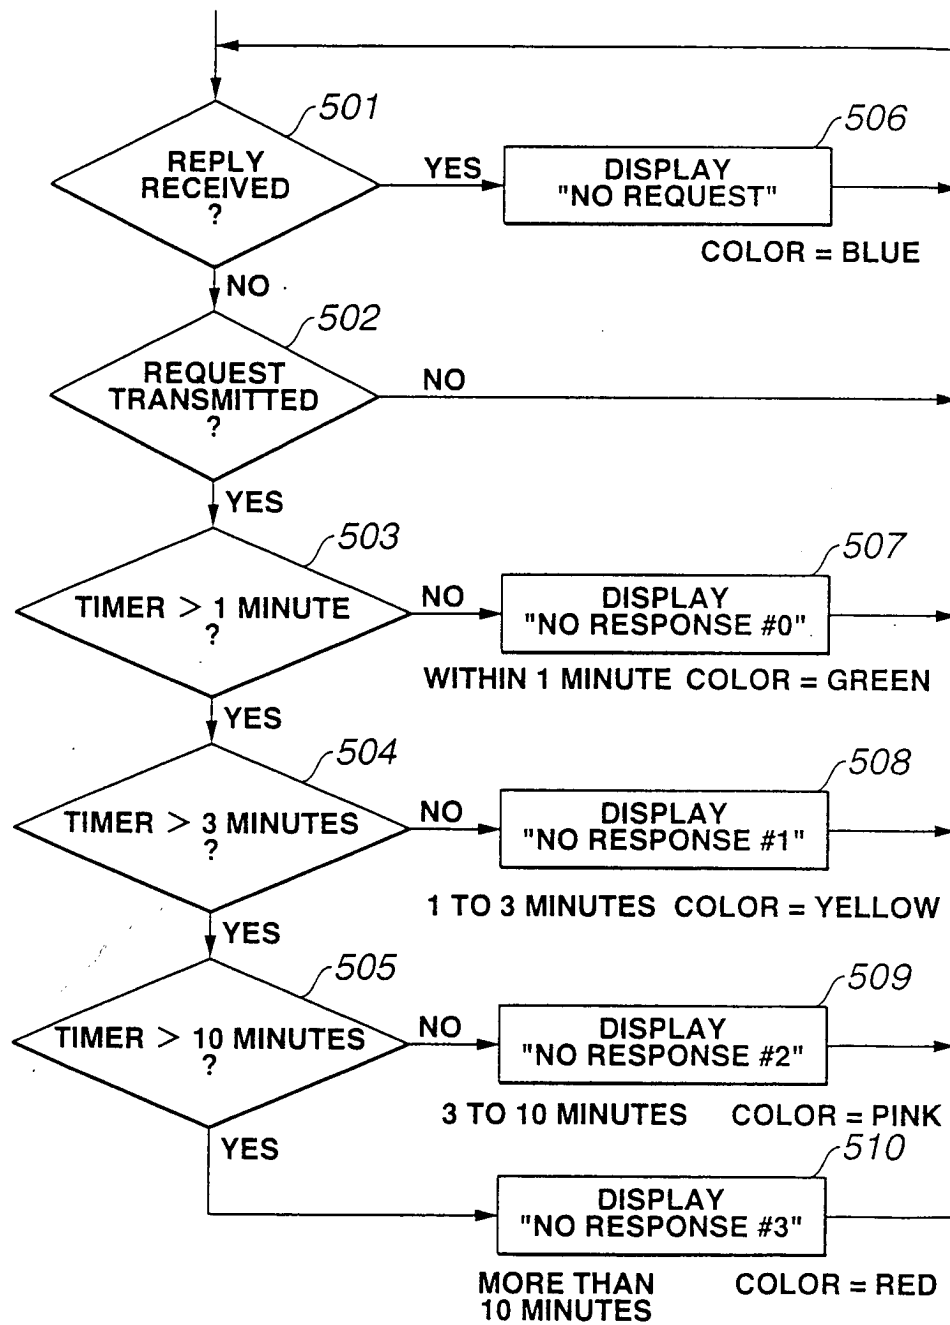 501
506
REPLY
RECEIVED
?
YES
DISPLAY
"NO REQUEST"
COLOR = BLUE
NO
502
REQUEST
TRANSMITTED
?
NO
YES
503
507
TIMER > 1 MINUTE
?
NO
DISPLAY
"NO RESPONSE #0"
WITHIN 1 MINUTE COLOR = GREEN
YES
504
508
TIMER > 3 MINUTES
?
NO
DISPLAY
"NO RESPONSE #1"
1 TO 3 MINUTES COLOR = YELLOW
YES
505
509
TIMER > 10 MINUTES
?
NO
DISPLAY
"NO RESPONSE #2"
3 TO 10 MINUTES COLOR = PINK
YES
510
DISPLAY
"NO RESPONSE #3"
MORE THAN
10 MINUTES
COLOR = RED